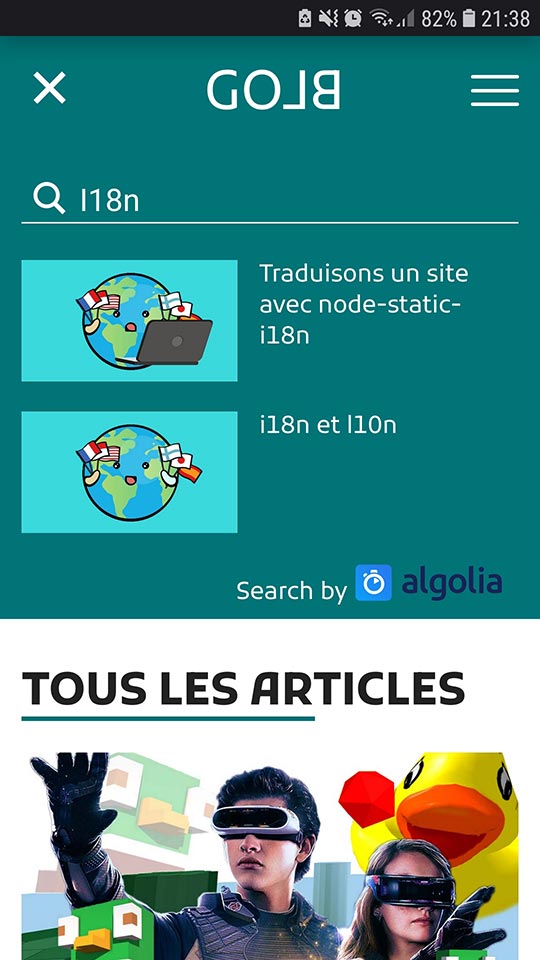 82% 21:38
GOLB
I18n
Traduisons un site
avec node-static-
i18n
i18n et l10n
Search by algolia
TOUS LES ARTICLES